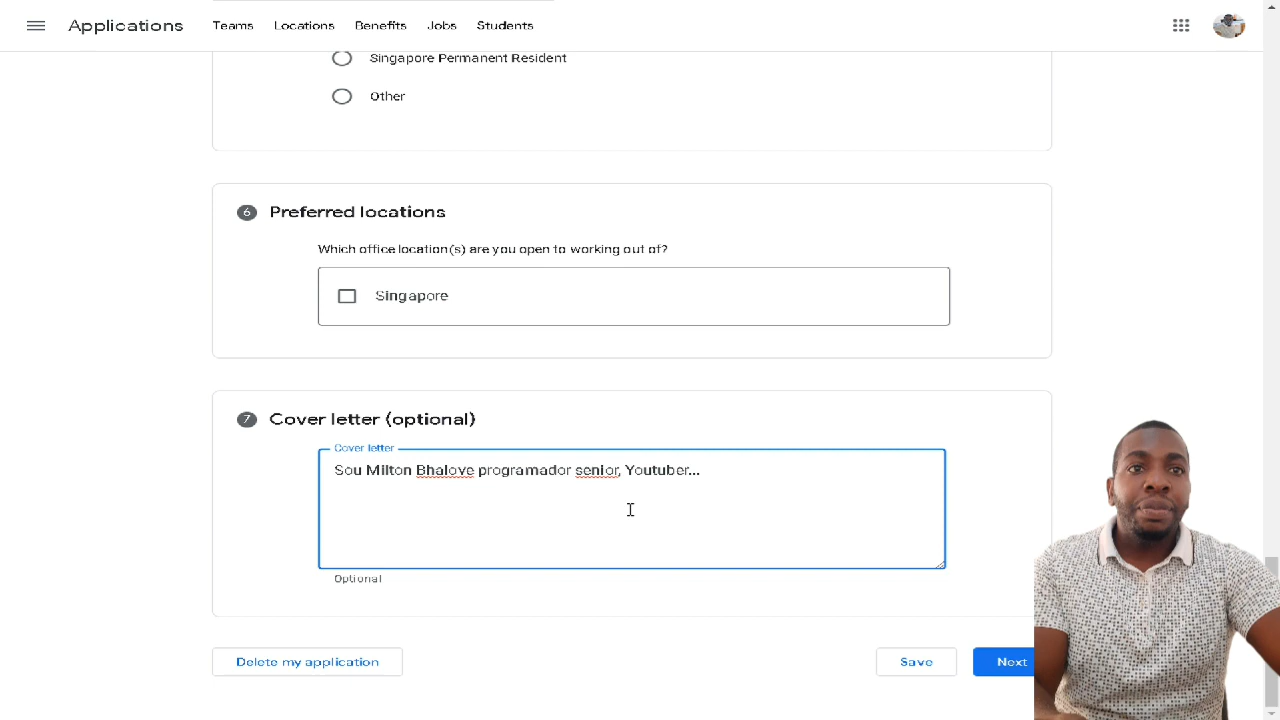 Applications
Teams
Locations
Benefits
Jobs
Students
Singapore Permanent Resident
Other
6
Preferred locations
Which office location(s) are you open to working out of?
Singapore
7
Cover letter (optional)
Cover letter
Sou Milton Bhaloye programador senior, Youtuber...
Optional
Delete my application
Save
Next